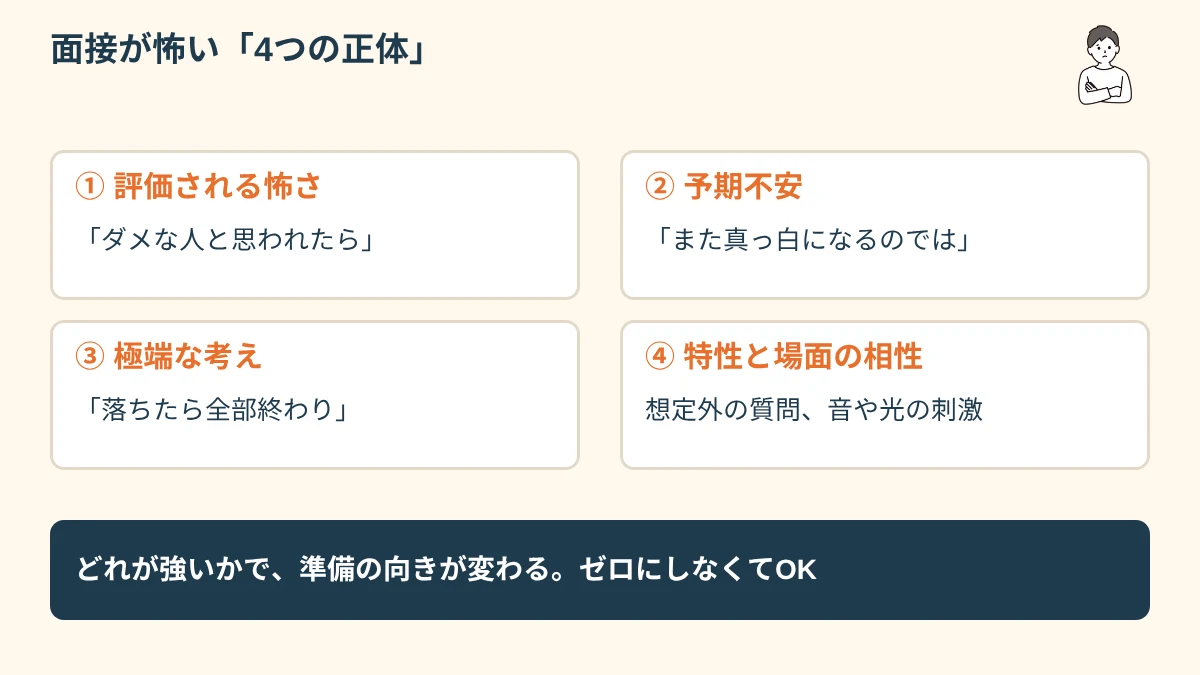 面接が怖い「4つの正体」
① 評価される怖さ
「ダメな人と思われたら」
② 予期不安
「また真っ白になるのでは」
③ 極端な考え
「落ちたら全部終わり」
④ 特性と場面の相性
想定外の質問、音や光の刺激
どれが強いかで、準備の向きが変わる。ゼロにしなくてOK